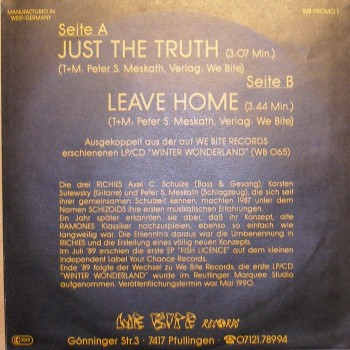 MANUFACTURED IN
WEST-GERMANY
WB PROMO 1
Seite A
JUST THE TRUTH (3.07 Min.)
(T+M. Peter S. Meskath, Verlag: We Bite)
Seite B
LEAVE HOME (3.44 Min.)
(T+M. Peter S. Meskath, Verlag: We Bite)
Ausgekoppelt aus der auf WE BITE RECORDS
erschienenen LP/CD "WINTER WONDERLAND" (WB 065)
Die drei RICHIES Axel C. Schulze (Bass & Gesang), Karsten
Sulewsky (Gitarre) und Peter S. Meskath (Schlagzeug), die sich seit
ihrer gemeinsamen Schulzeit kennen, machten 1987 unter dem
Namen SCHIZOIDS ihre ersten musikalischen Erfahrungen.
Ein Jahr später erkannten sie aber, daß ihr Konzept, alte
RAMONES Klassiker nachzuspielen, ebenso so einfach wie
langweilig war. Die Erkenntnis daraus war die Umbenennung in
RICHIES und die Erstellung eines völlig neuen Konzeptes.
Im Juli '89 erschien die erste EP "FISH LICENCE" auf dem kleinen
Independent Label Your Chance Records.
Ende '89 folgte der Wechsel zu We Bite Records, die erste LP/CD
"WINTER WONDERLAND" wurde im Reutlinger Marquee Studio
aufgenommen. Veröffentlichungstermin war Mai 1990.
WE BITE RECORDS
Gönninger Str.3 · 7417 Pfullingen · ☎07121.78994